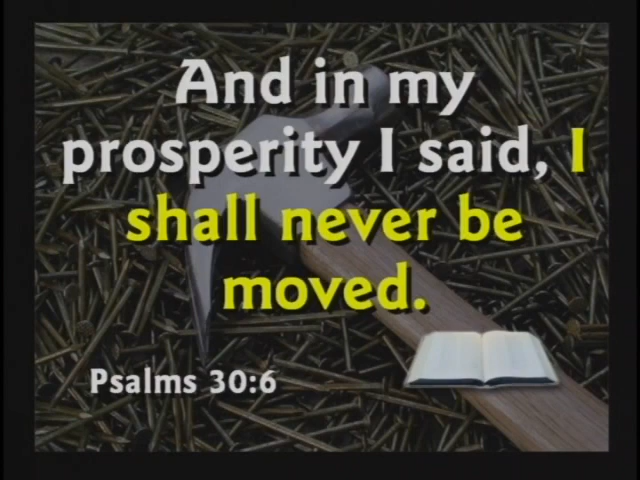 And in my
prosperity I said, I
shall never be
moved.
Psalms 30:6